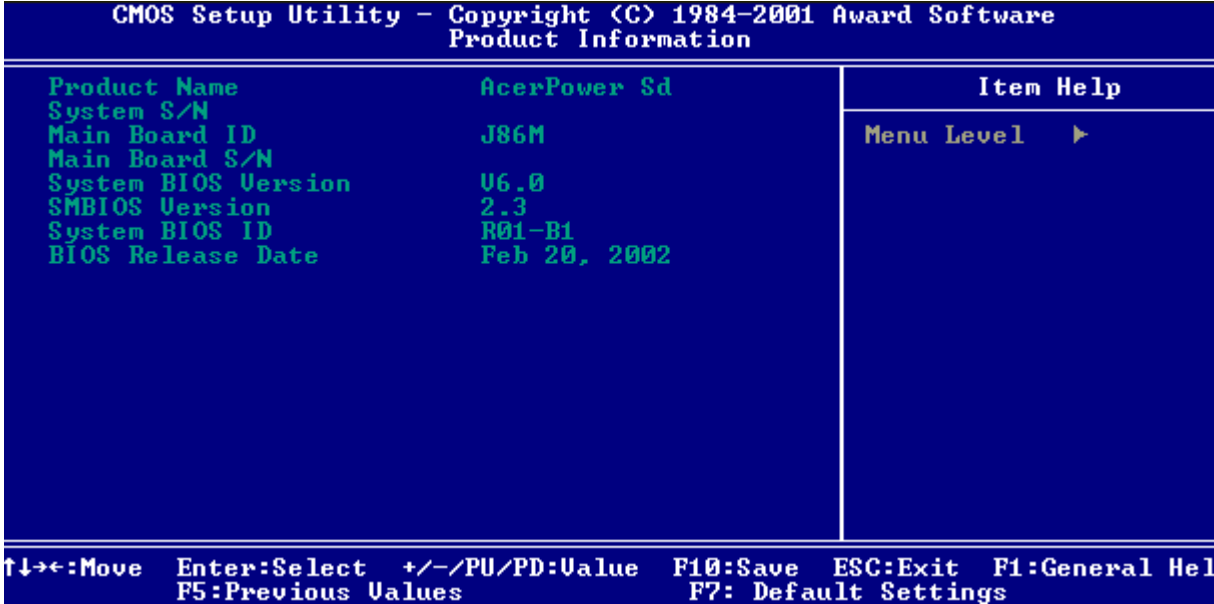 CMOS Setup Utility – Copyright (C) 1984–2001 Award Software
Product Information
Product Name AcerPower Sd
System S/N
Main Board ID J86M
Main Board S/N
System BIOS Version V6.0
SMBIOS Version 2.3
System BIOS ID R01-B1
BIOS Release Date Feb 20, 2002
Item Help
Menu Level ►
↑↓→←:Move Enter:Select +/-/PU/PD:Value F10:Save ESC:Exit F1:General Hel
F5:Previous Values F7: Default Settings